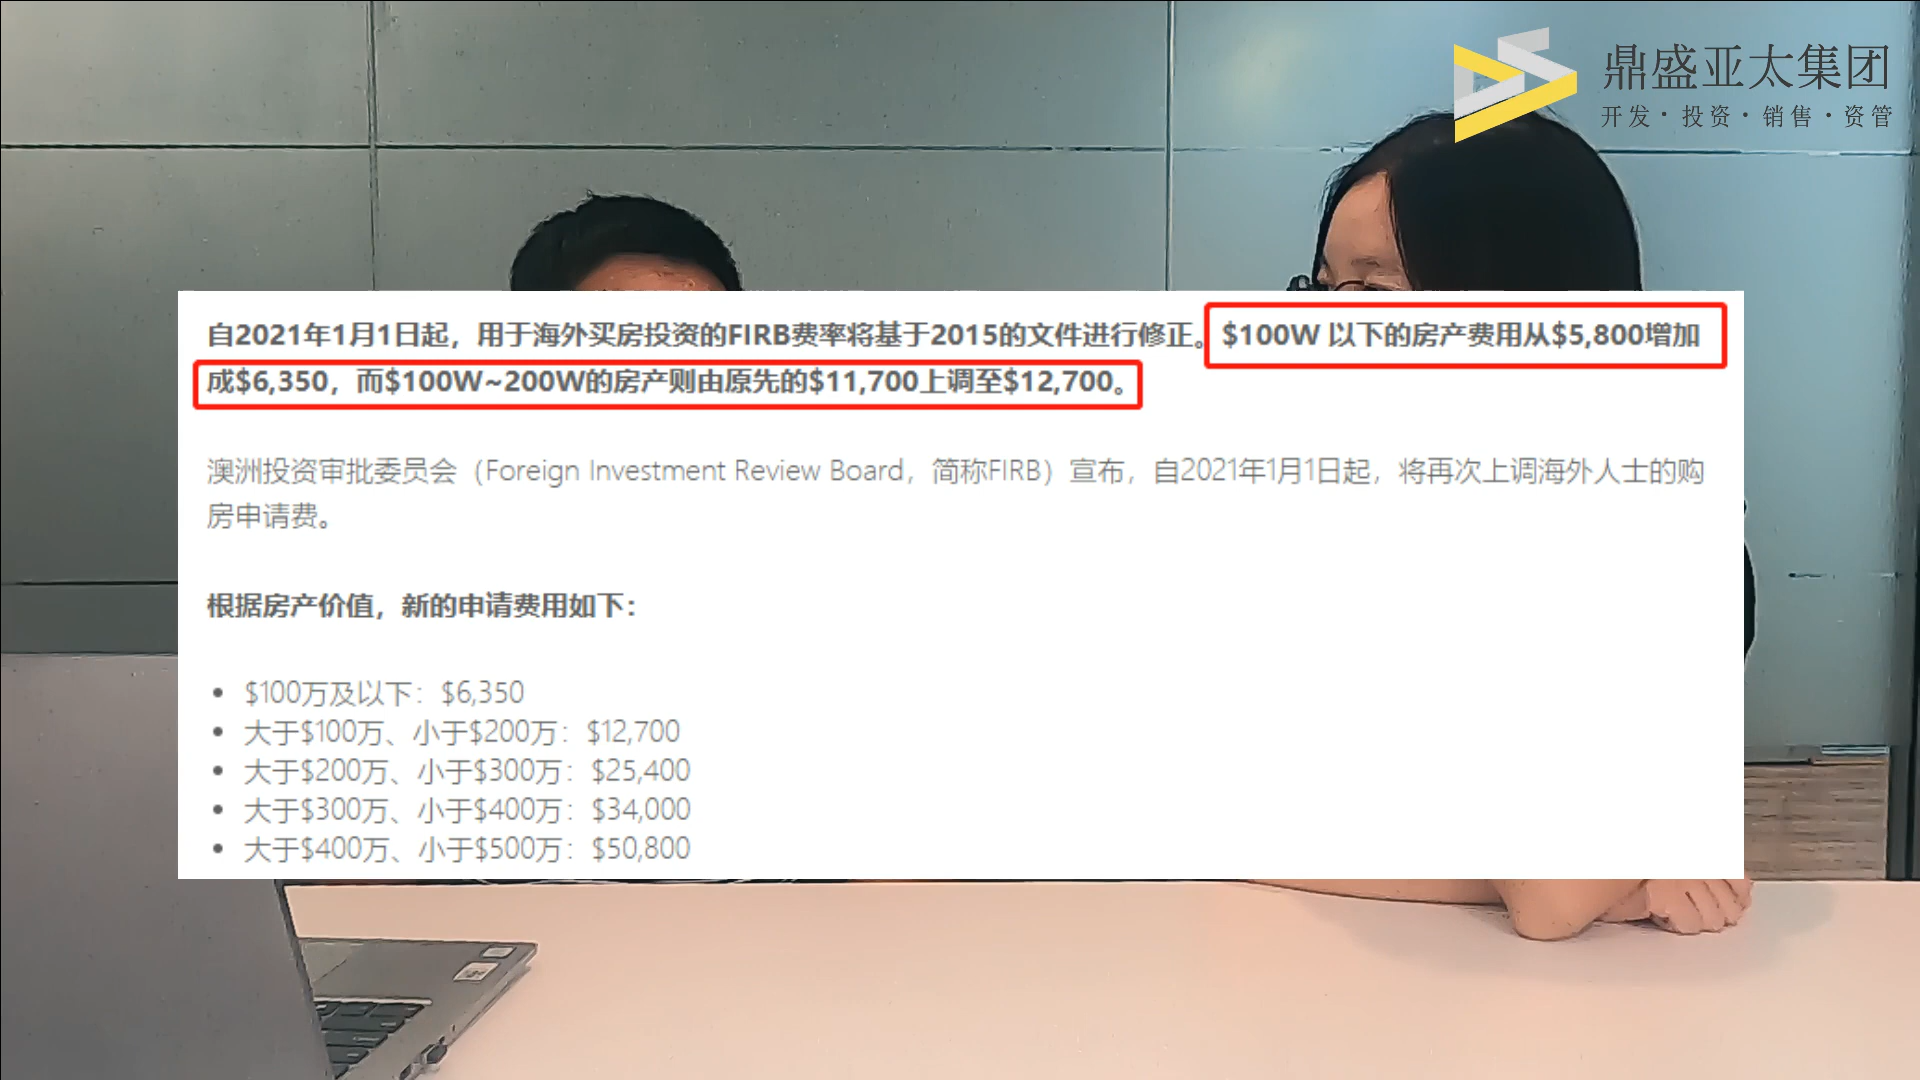 鼎盛亚太集团
开发·投资·销售·资管
自2021年1月1日起，用于海外买房投资的FIRB费率将基于2015的文件进行修正。$100W 以下的房产费用从$5,800增加
成$6,350，而$100W~200W的房产则由原先的$11,700上调至$12,700。
澳洲投资审批委员会（Foreign Investment Review Board，简称FIRB）宣布，自2021年1月1日起，将再次上调海外人士的购
房申请费。
根据房产价值，新的申请费用如下：
• $100万及以下：$6,350
• 大于$100万、小于$200万：$12,700
• 大于$200万、小于$300万：$25,400
• 大于$300万、小于$400万：$34,000
• 大于$400万、小于$500万：$50,800